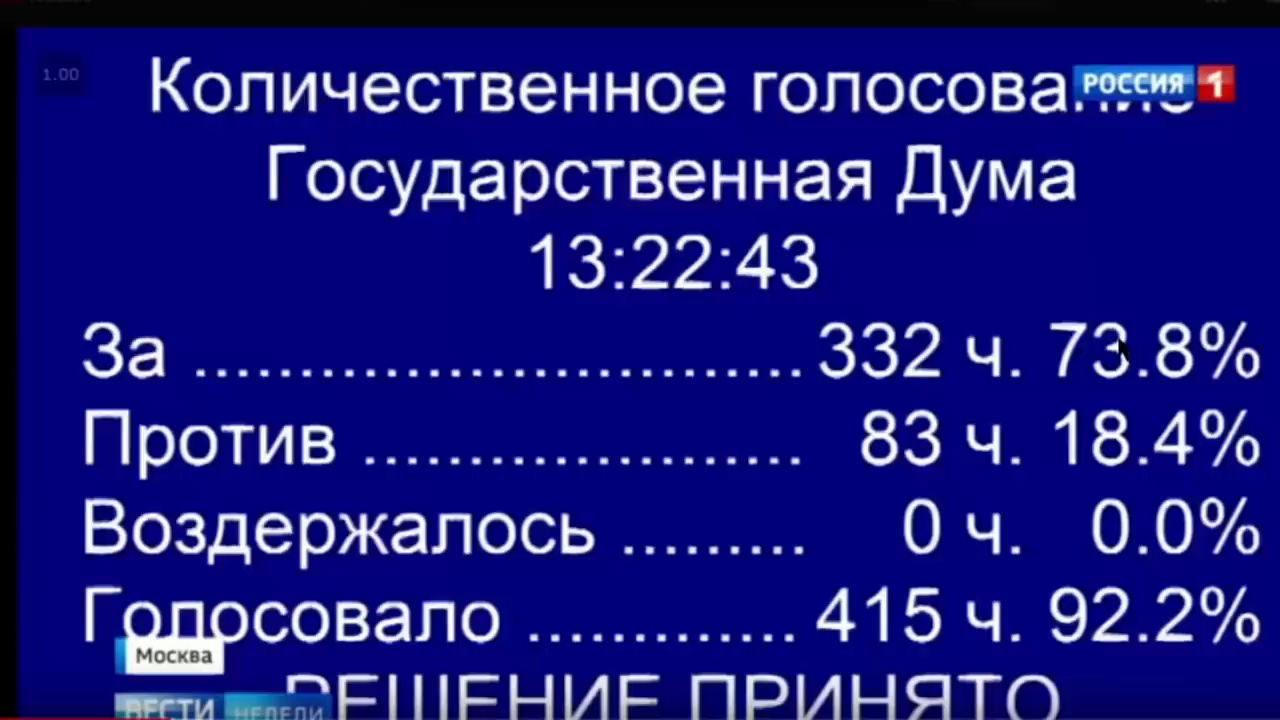 1.00
Количественное голосование
РОССИЯ 1
Государственная Дума
13:22:43
За ............................. 332 ч. 73.8%
Против ..................... 83 ч. 18.4%
Воздержалось ......... 0 ч. 0.0%
Голосовало ............. 415 ч. 92.2%
Москва
РЕШЕНИЕ ПРИНЯТО
ВЕСТИ НЕДЕЛИ